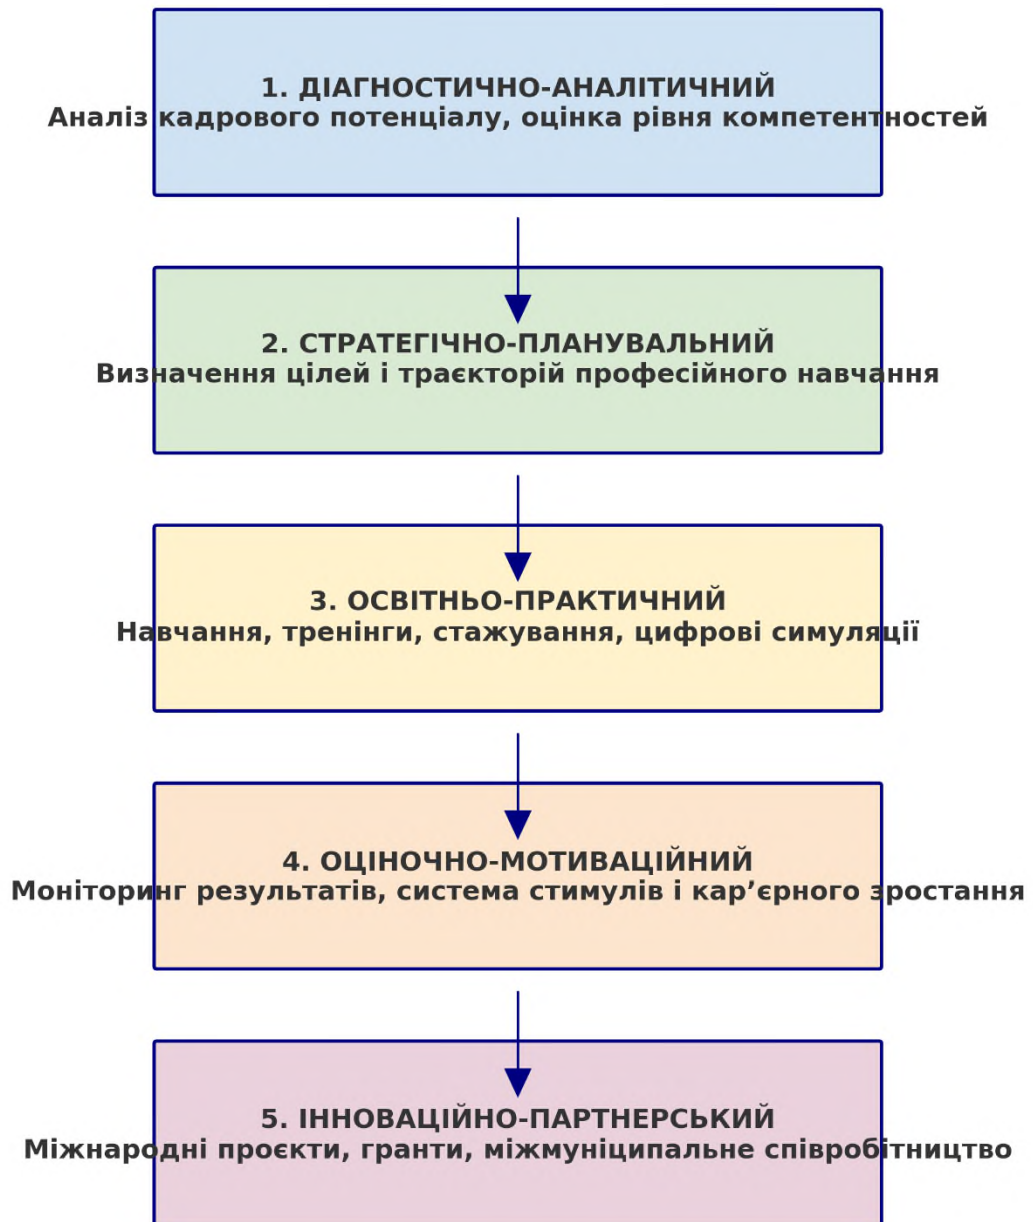 1. ДІАГНОСТИЧНО-АНАЛІТИЧНИЙ
Аналіз кадрового потенціалу, оцінка рівня компетентностей
2. СТРАТЕГІЧНО-ПЛАНУВАЛЬНИЙ
Визначення цілей і траєкторій професійного навчання
3. ОСВІТНЬО-ПРАКТИЧНИЙ
Навчання, тренінги, стажування, цифрові симуляції
4. ОЦІНОЧНО-МОТИВАЦІЙНИЙ
Моніторинг результатів, система стимулів і кар’єрного зростання
5. ІННОВАЦІЙНО-ПАРТНЕРСЬКИЙ
Міжнародні проєкти, гранти, міжмуніципальне співробітництво